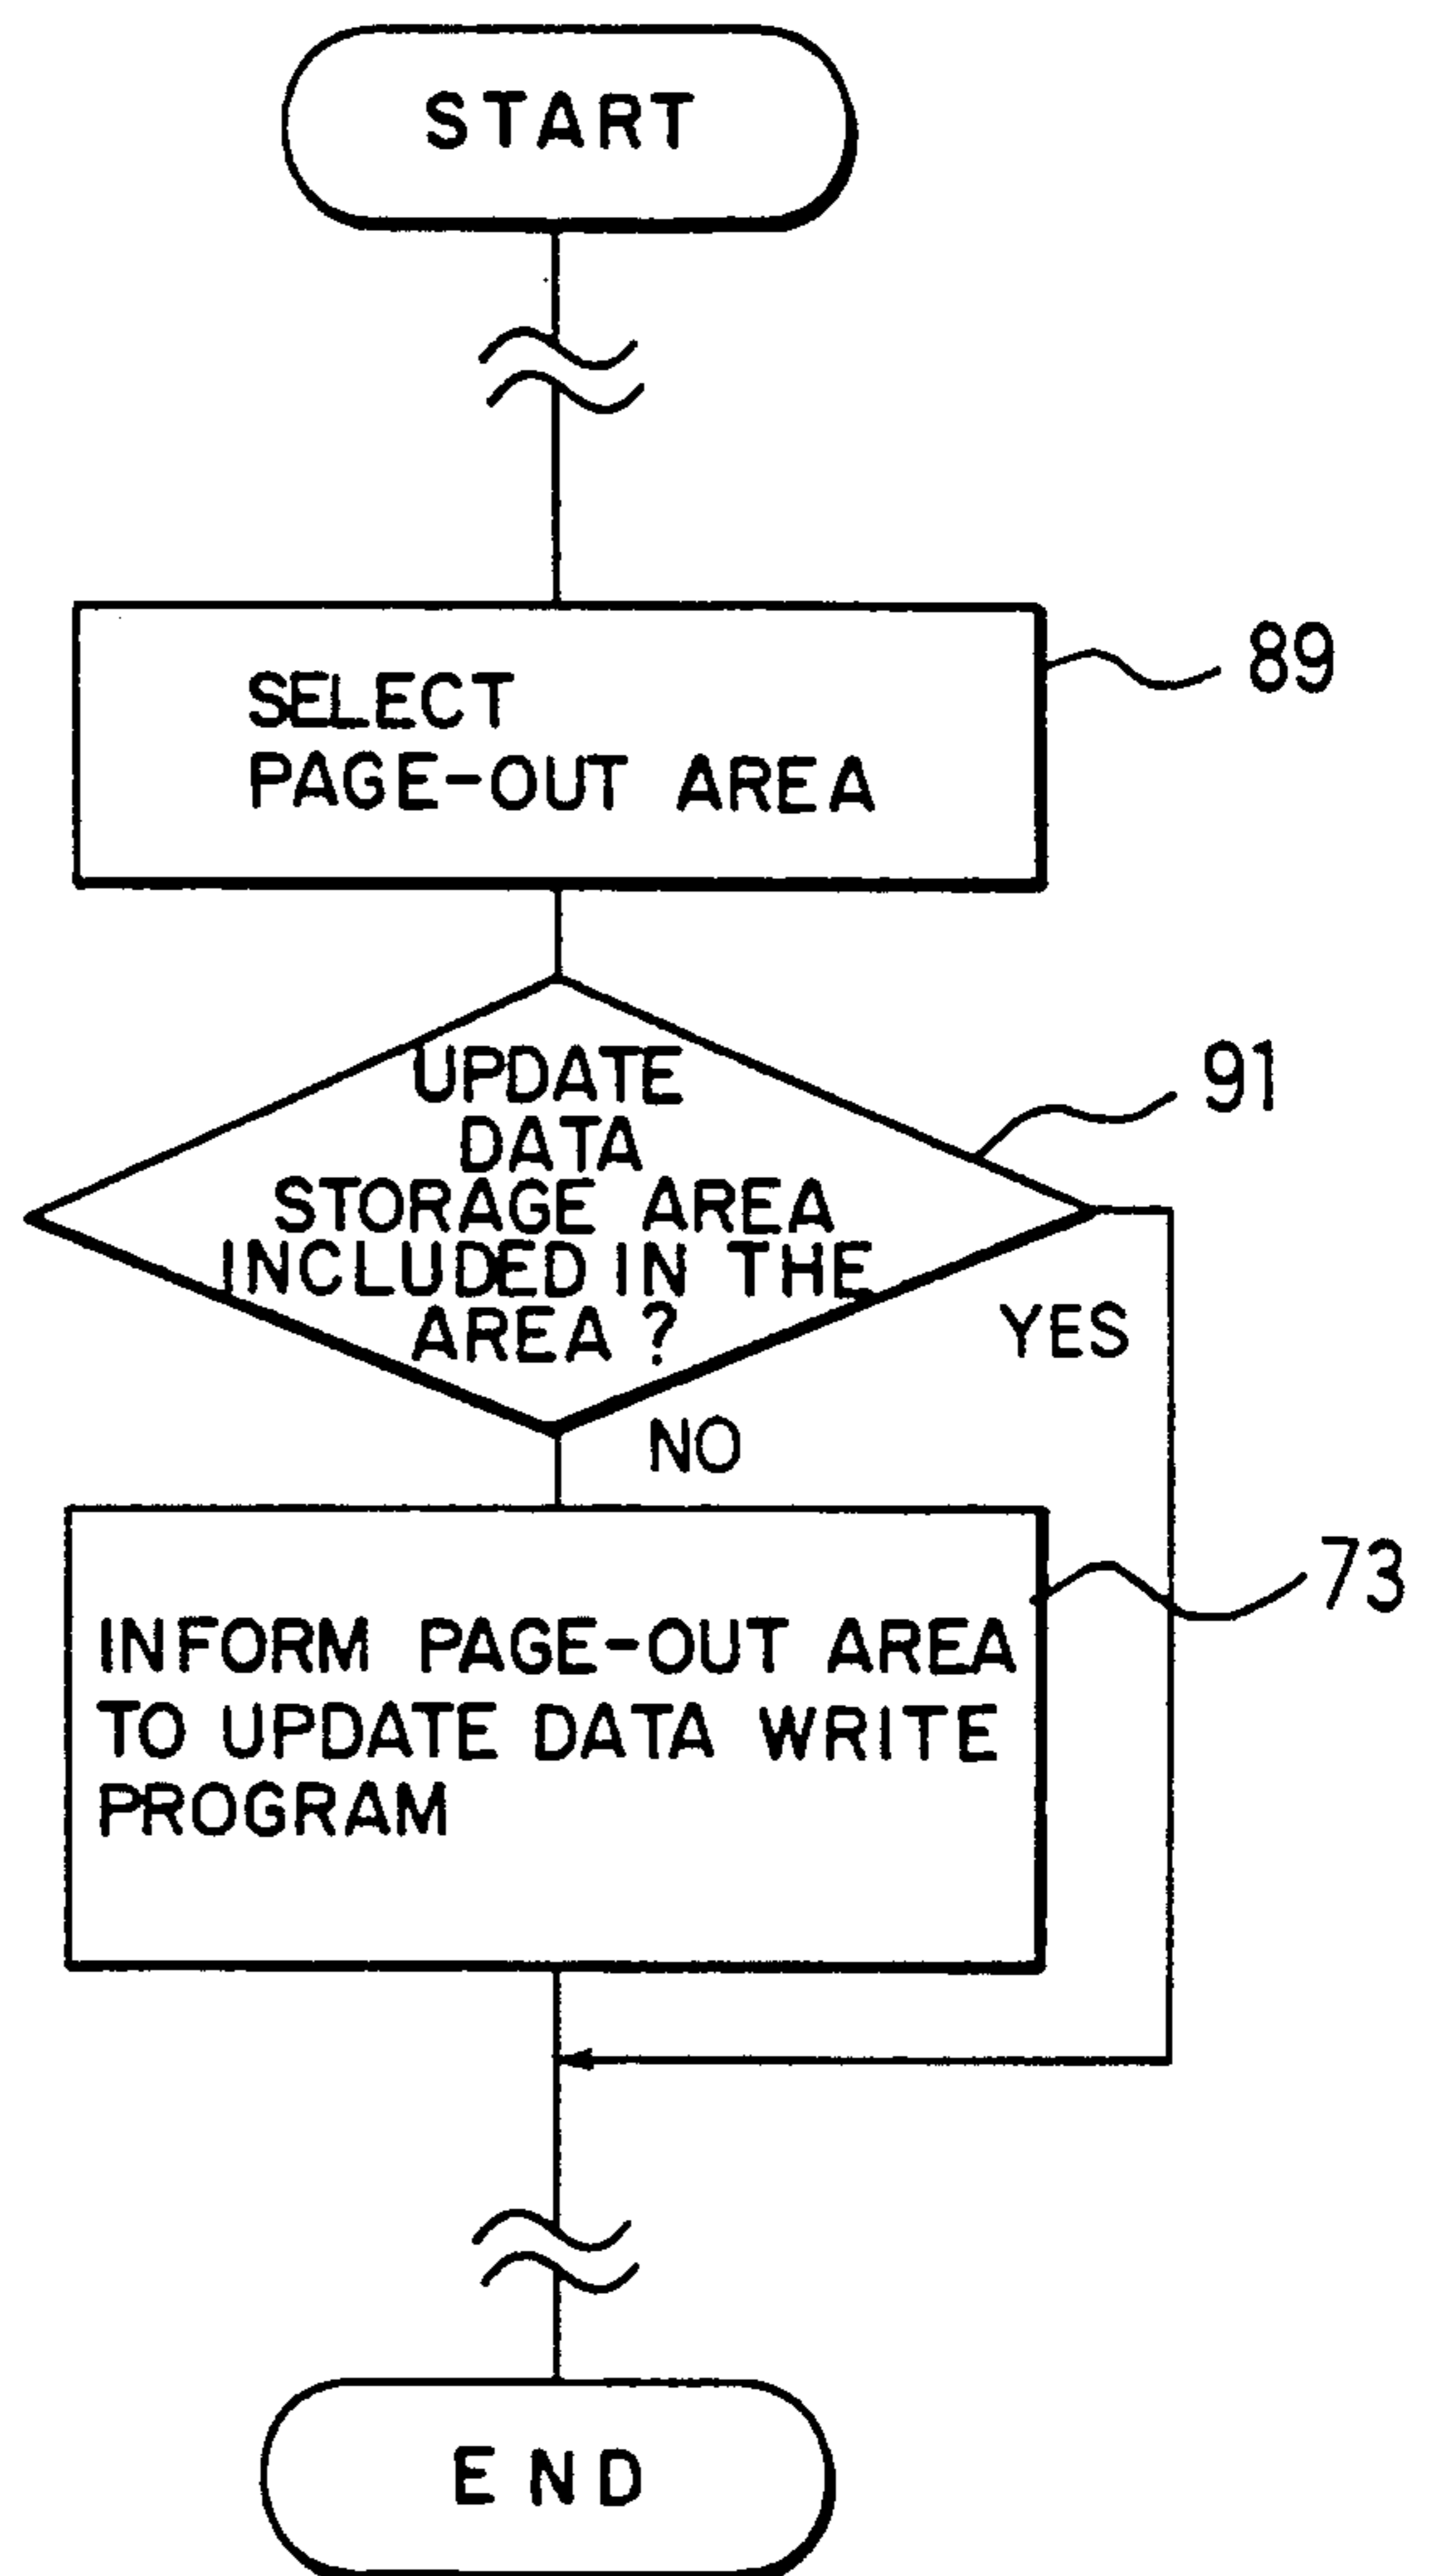 START
SELECT
PAGE-OUT AREA
89
UPDATE
DATA
STORAGE AREA
INCLUDED IN THE
AREA ?
91
YES
NO
INFORM PAGE-OUT AREA
TO UPDATE DATA WRITE
PROGRAM
73
END